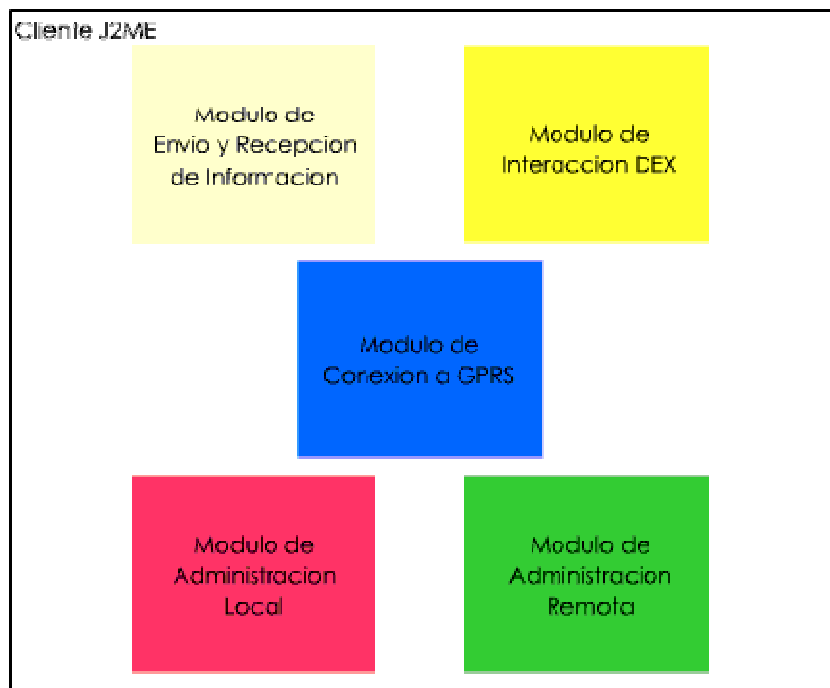 Cliente J2ME
Modulo de
Envio y Recepcion
de Informacion
Modulo de
Interaccion DEX
Modulo de
Conexion a GPRS
Modulo de
Administracion
Local
Modulo de
Administracion
Remota